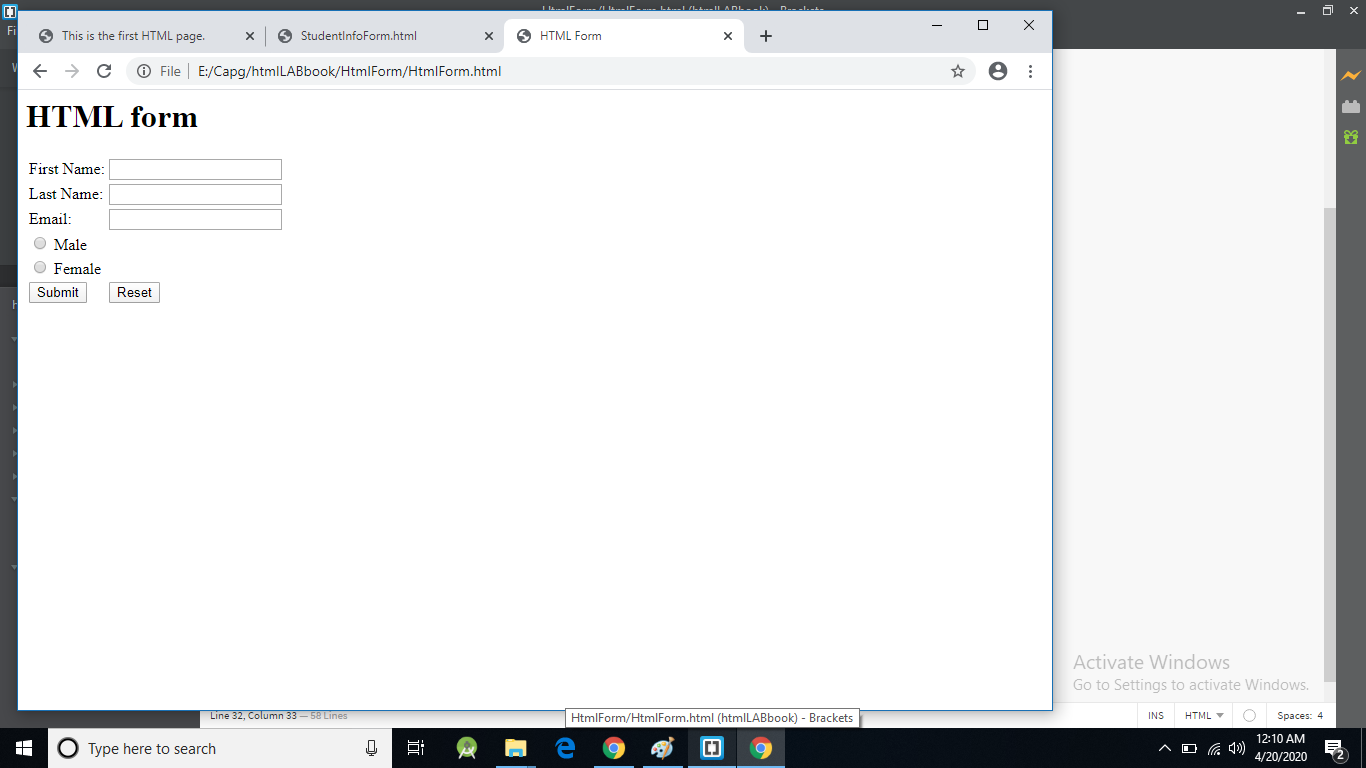 HtmlForm/HtmlForm.html (htmlLABbook) - Brackets
Fi
This is the first HTML page.
StudentInfoForm.html
HTML Form
File
E:/Capg/htmlLABbook/HtmlForm/HtmlForm.html
HTML form
First Name:
Last Name:
Email:
Male
Female
Submit
Reset
Activate Windows
Go to Settings to activate Windows.
Line 32, Column 33 — 58 Lines
INS
HTML
Spaces: 4
HtmlForm/HtmlForm.html (htmlLABbook) - Brackets
Type here to search
12:10 AM
4/20/2020
2